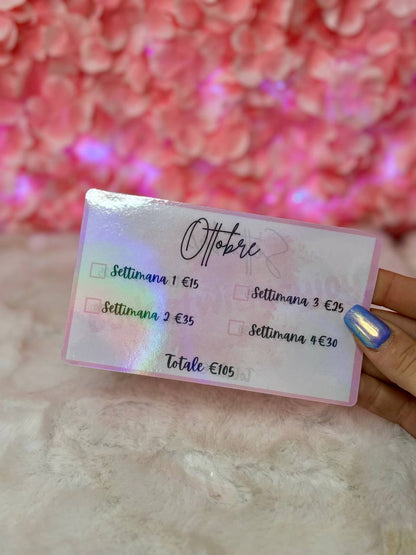 Ottobre
Settimana 1 €15
Settimana 2 €35
Settimana 3 €25
Settimana 4 €30
Totale €105